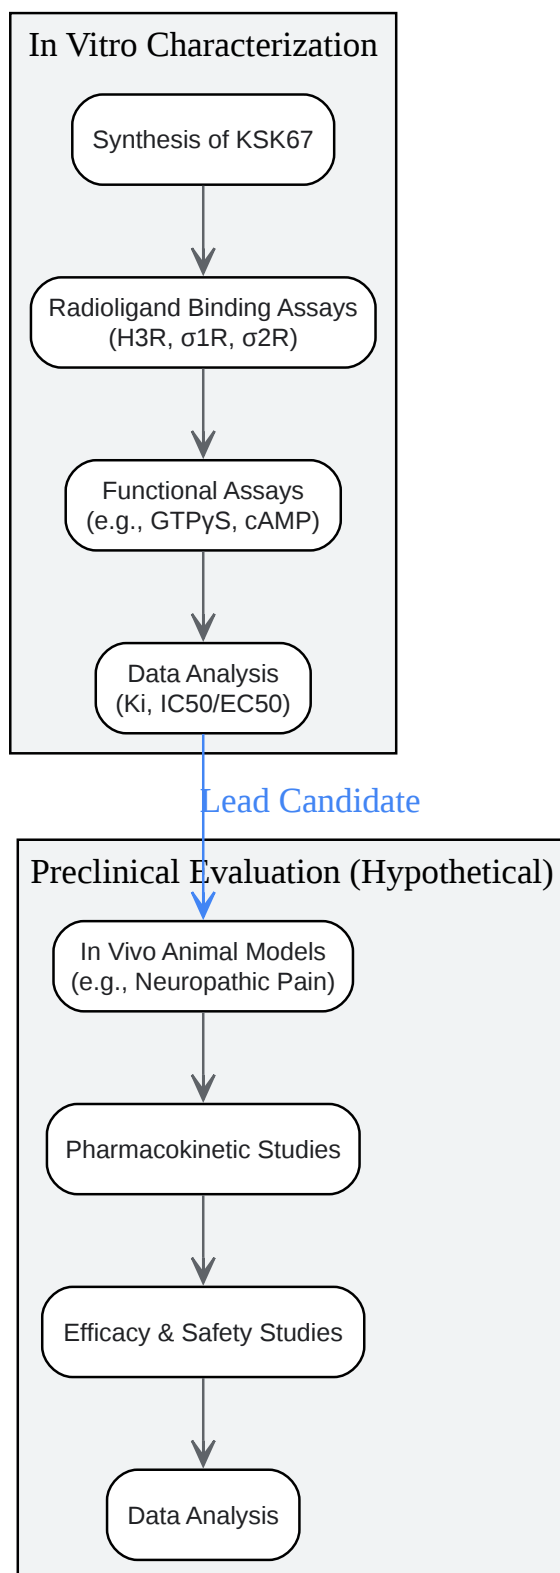 In Vitro Characterization
Synthesis of KSK67
Radioligand Binding Assays
(H3R, σ1R, σ2R)
Functional Assays
(e.g., GTPγS, cAMP)
Data Analysis
(Ki, IC50/EC50)
Lead Candidate
Preclinical Evaluation (Hypothetical)
In Vivo Animal Models
(e.g., Neuropathic Pain)
Pharmacokinetic Studies
Efficacy & Safety Studies
Data Analysis